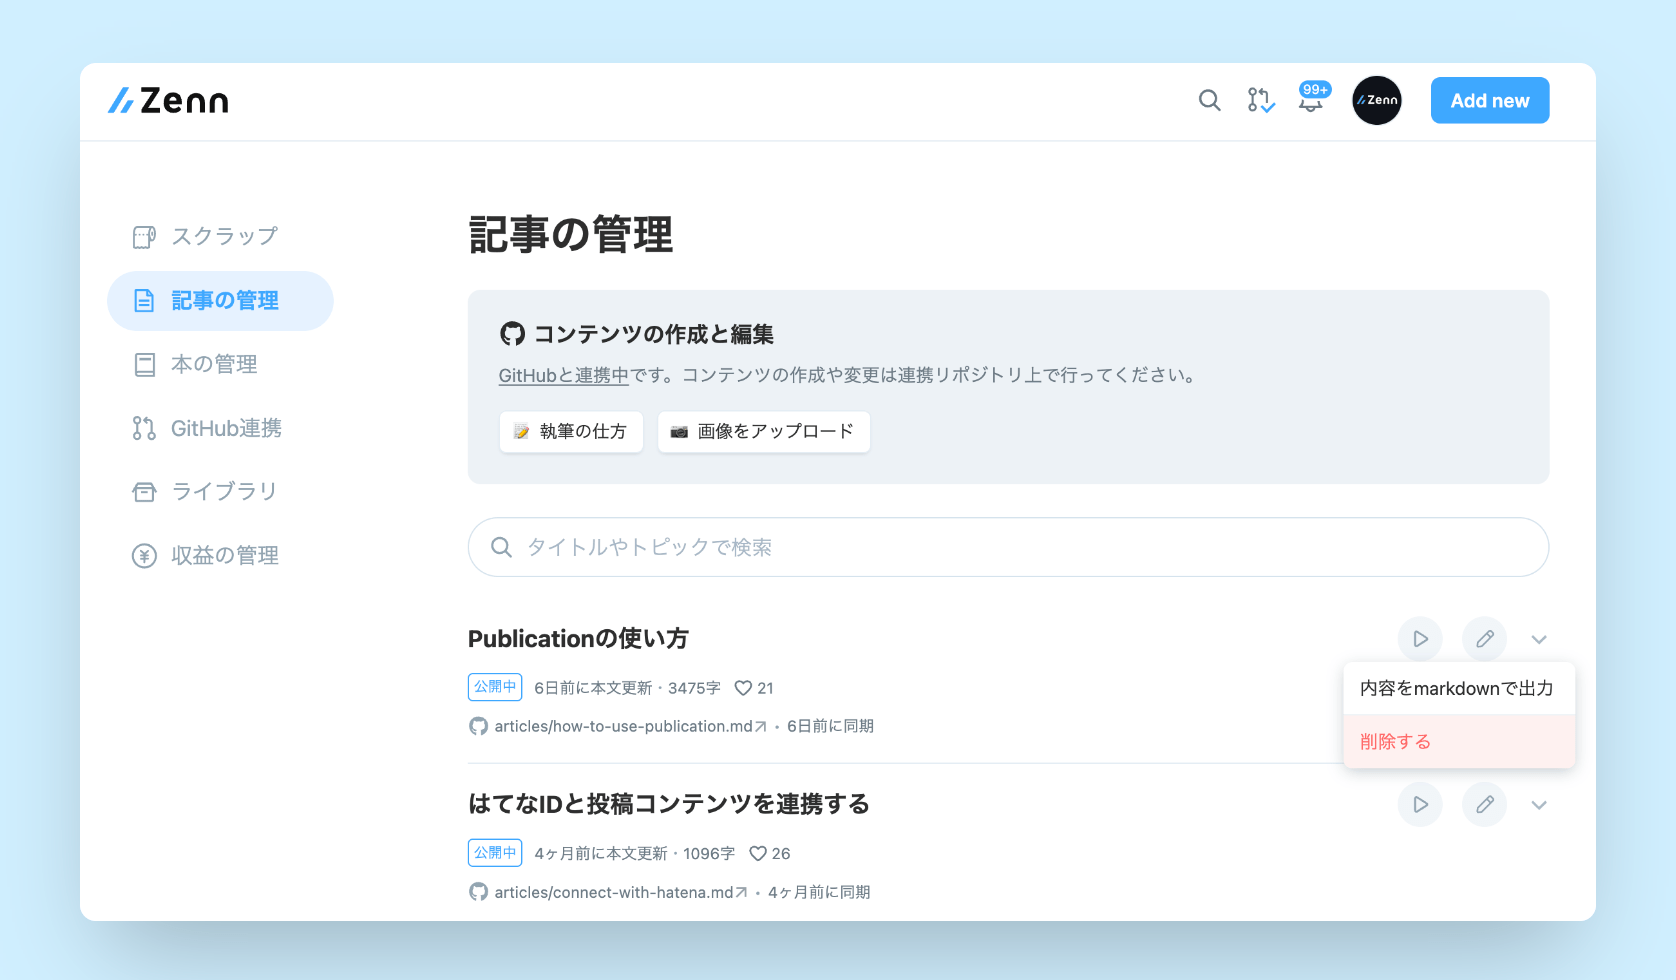 Zenn
99+
Zenn
Add new
スクラップ
記事の管理
本の管理
GitHub連携
ライブラリ
収益の管理
記事の管理
コンテンツの作成と編集
GitHubと連携中です。コンテンツの作成や変更は連携リポジトリ上で行ってください。
執筆の仕方
画像をアップロード
タイトルやトピックで検索
Publicationの使い方
公開中 6日前に本文更新・3475字 21
articles/how-to-use-publication.md • 6日前に同期
内容をmarkdownで出力
削除する
はてなIDと投稿コンテンツを連携する
公開中 4ヶ月前に本文更新・1096字 26
articles/connect-with-hatena.md • 4ヶ月前に同期